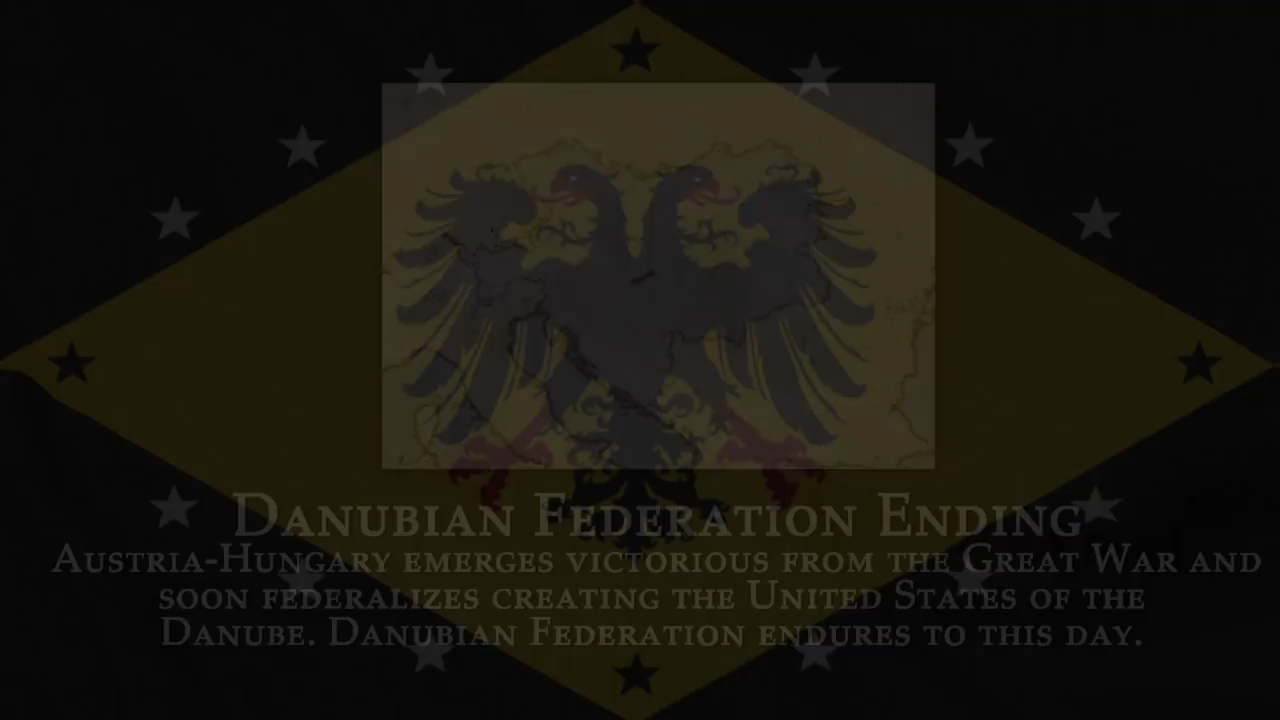 Danubian Federation Ending
Austria-Hungary emerges victorious from the Great War and
soon federalizes creating the United States of the
Danube. Danubian Federation endures to this day.